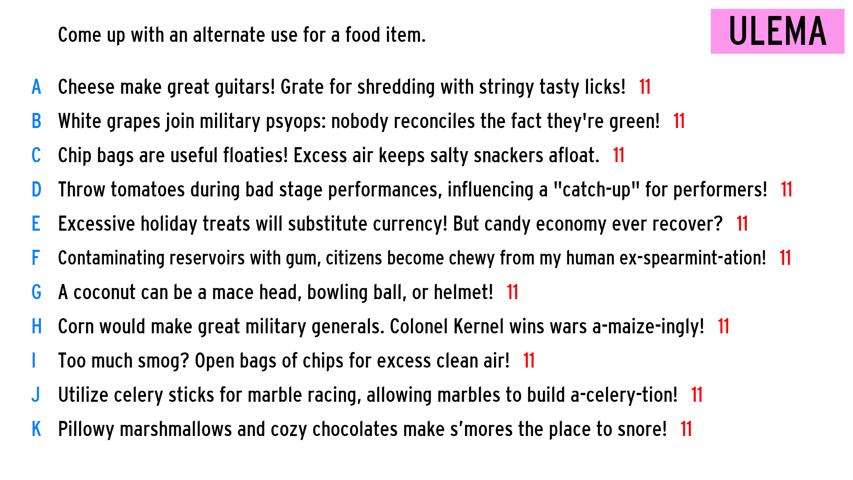 Come up with an alternate use for a food item.
ULEMA
A Cheese make great guitars! Grate for shredding with stringy tasty licks! 11
B White grapes join military psyops: nobody reconciles the fact they're green! 11
C Chip bags are useful floaties! Excess air keeps salty snackers afloat. 11
D Throw tomatoes during bad stage performances, influencing a "catch-up" for performers! 11
E Excessive holiday treats will substitute currency! But candy economy ever recover? 11
F Contaminating reservoirs with gum, citizens become chewy from my human ex-spearmint-ation! 11
G A coconut can be a mace head, bowling ball, or helmet! 11
H Corn would make great military generals. Colonel Kernel wins wars a-maize-ingly! 11
I Too much smog? Open bags of chips for excess clean air! 11
J Utilize celery sticks for marble racing, allowing marbles to build a-celery-tion! 11
K Pillowy marshmallows and cozy chocolates make s’mores the place to snore! 11